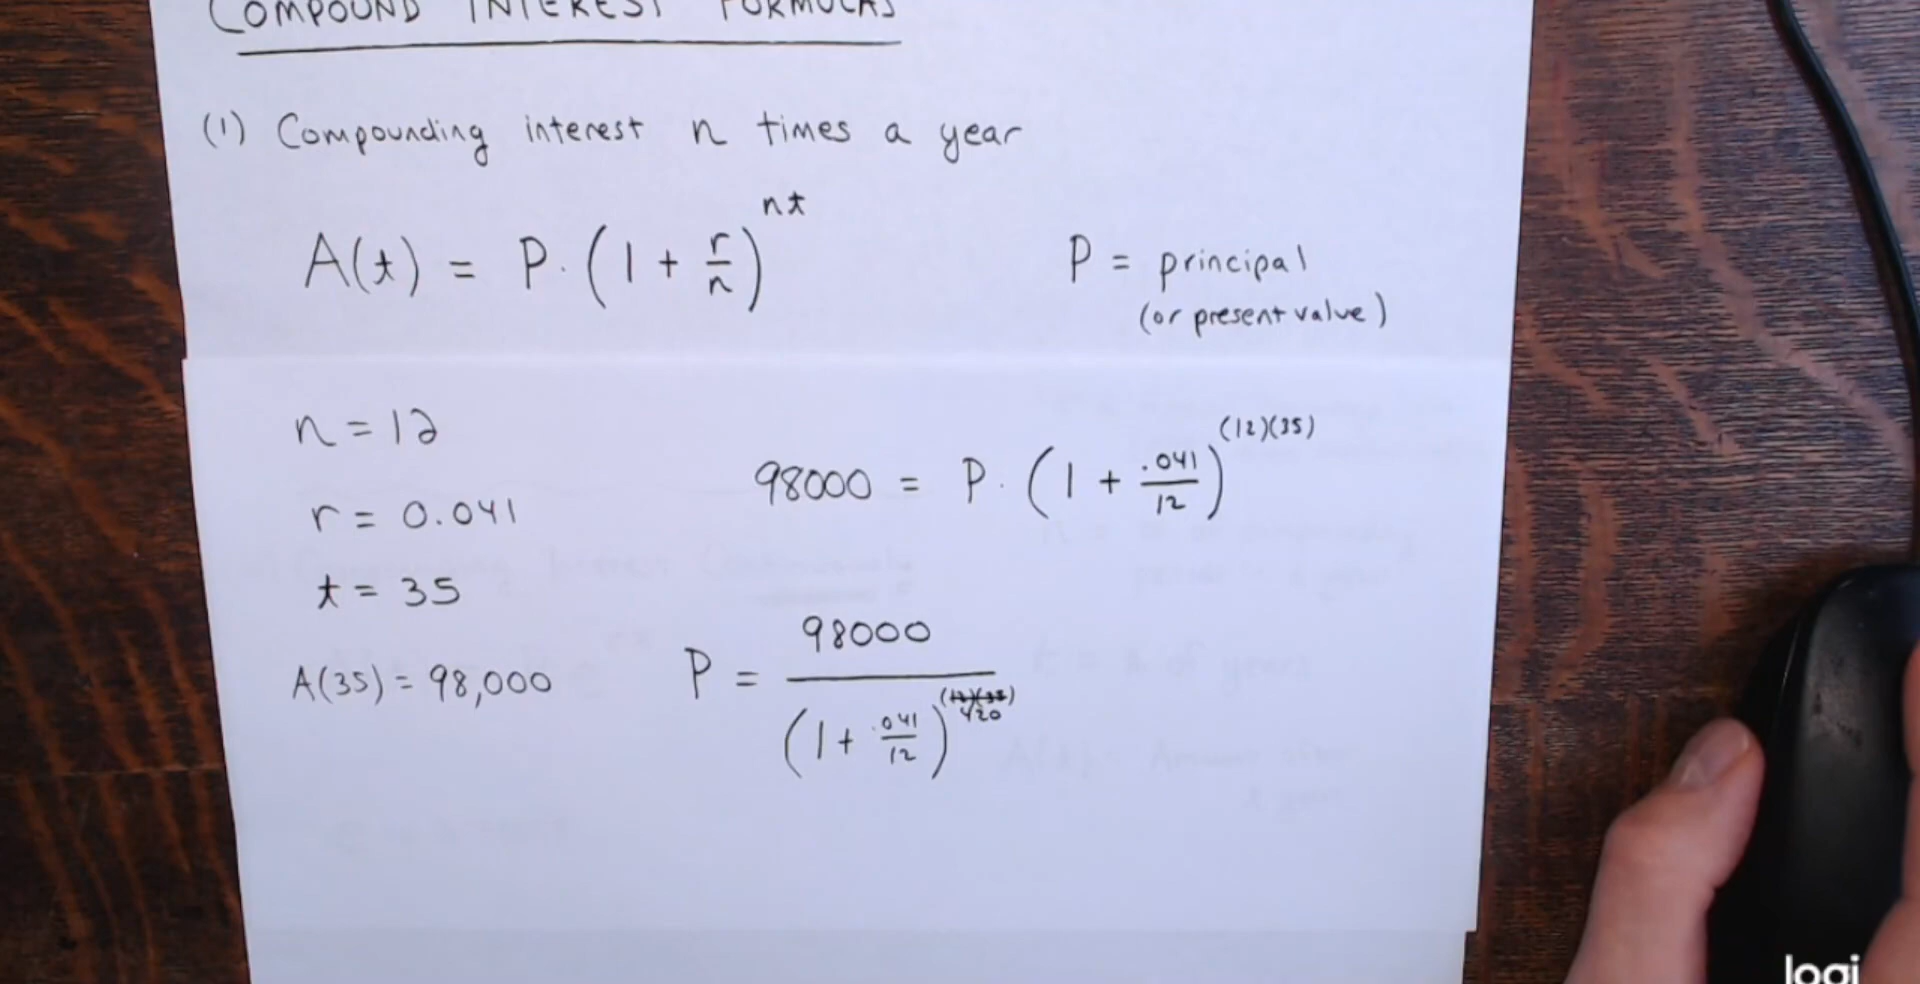 COMPOUND INTEREST FORMULAS
(1) Compounding interest n times a year
A(t) = P · (1 + r/n)^nt
P = principal
(or present value)
n = 12
r = 0.041
t = 35
A(35) = 98,000
98000 = P · (1 + .041/12)^(12)(35)
P = 98000 / (1 + .041/12)^420
logi